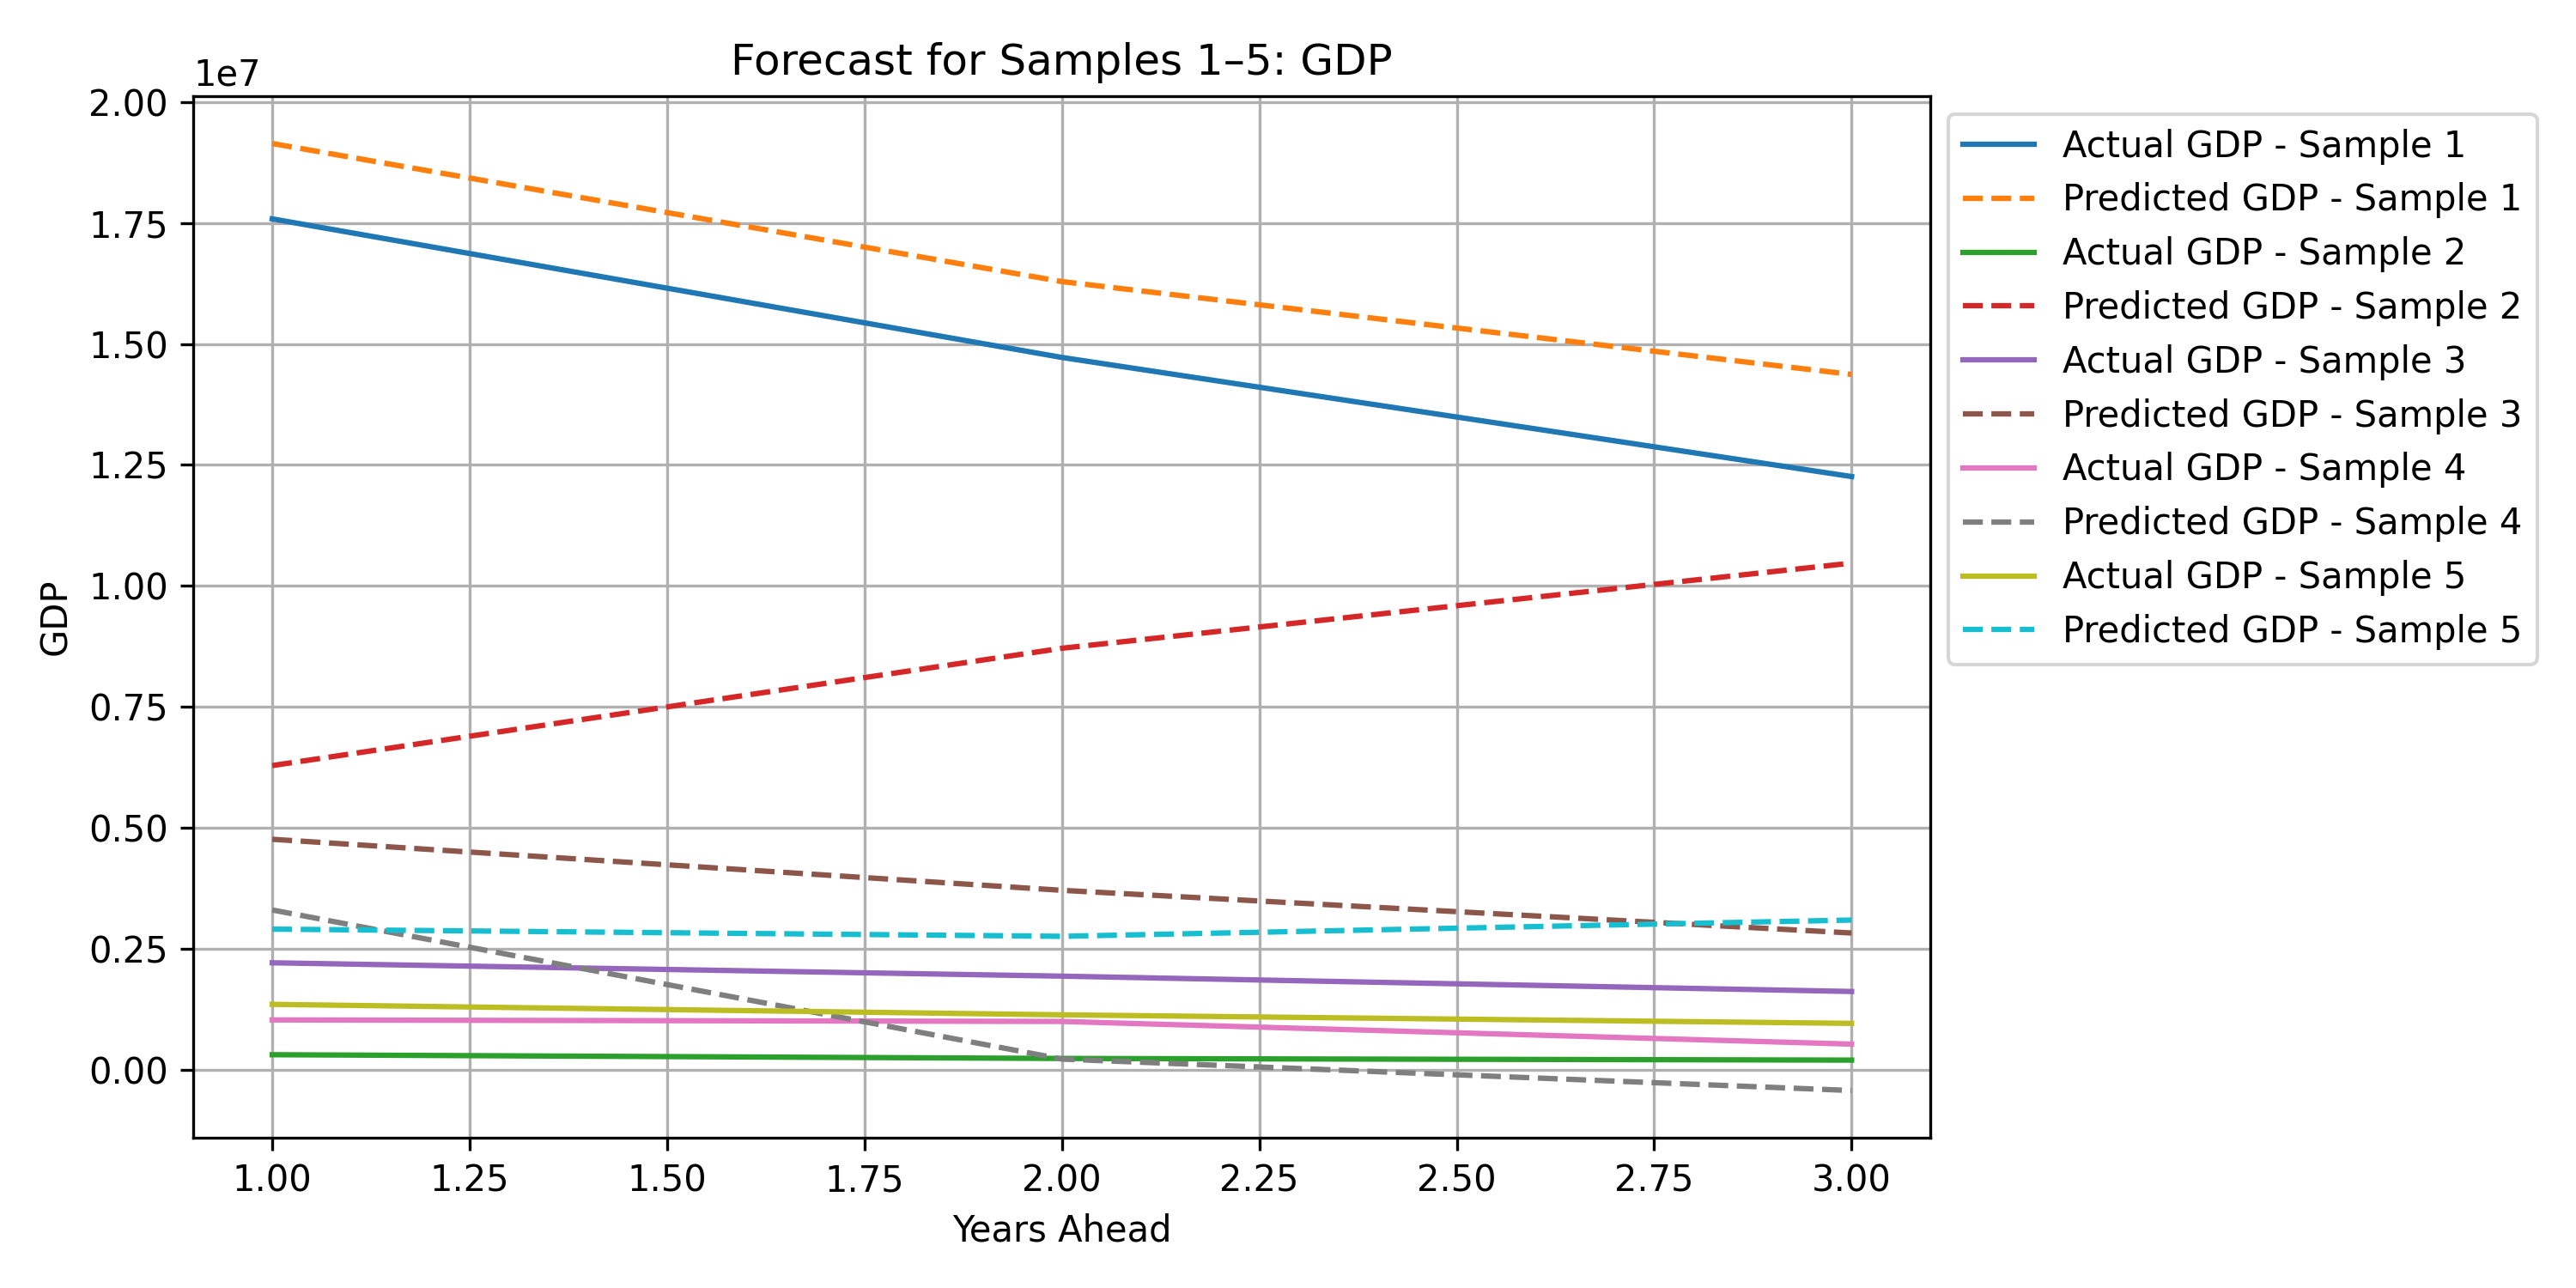 Forecast for Samples 1–5: GDP
1e7
2.00
1.75
1.50
1.25
1.00
0.75
0.50
0.25
0.00
GDP
1.00 1.25 1.50 1.75 2.00 2.25 2.50 2.75 3.00
Years Ahead
Actual GDP - Sample 1
Predicted GDP - Sample 1
Actual GDP - Sample 2
Predicted GDP - Sample 2
Actual GDP - Sample 3
Predicted GDP - Sample 3
Actual GDP - Sample 4
Predicted GDP - Sample 4
Actual GDP - Sample 5
Predicted GDP - Sample 5